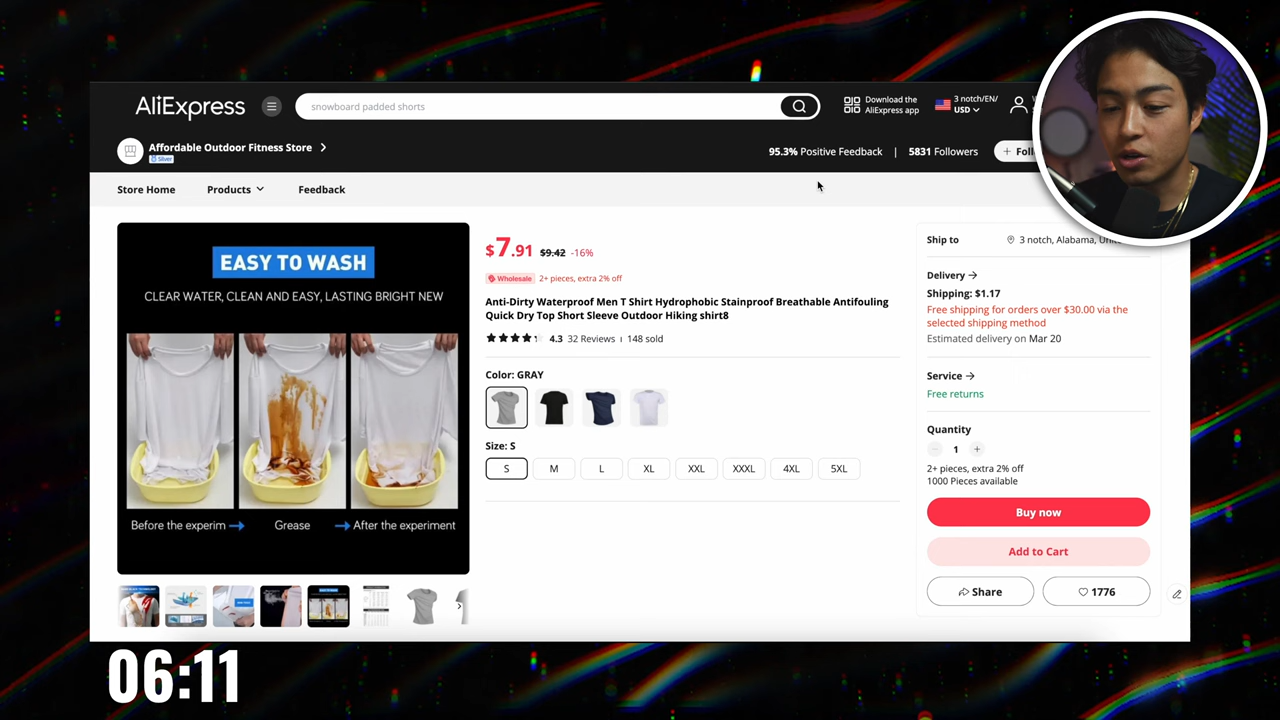 AliExpress
snowboard padded shorts
Download the
AliExpress app
3 notch/EN/
USD
Affordable Outdoor Fitness Store
Sliver
95.3% Positive Feedback | 5831 Followers
+ Foll
Store Home
Products
Feedback
EASY TO WASH
CLEAR WATER, CLEAN AND EASY, LASTING BRIGHT NEW
Before the experim
Grease
After the experiment
$7.91 $9.42 -16%
Wholesale 2+ pieces, extra 2% off
Anti-Dirty Waterproof Men T Shirt Hydrophobic Stainproof Breathable Antifouling
Quick Dry Top Short Sleeve Outdoor Hiking shirt8
4.3 32 Reviews | 148 sold
Color: GRAY
Size: S
S M L XL XXL XXXL 4XL 5XL
Ship to 3 notch, Alabama,
Delivery
Shipping: $1.17
Free shipping for orders over $30.00 via the
selected shipping method
Estimated delivery on Mar 20
Service
Free returns
Quantity
1
2+ pieces, extra 2% off
1000 Pieces available
Buy now
Add to Cart
Share
1776
06:11